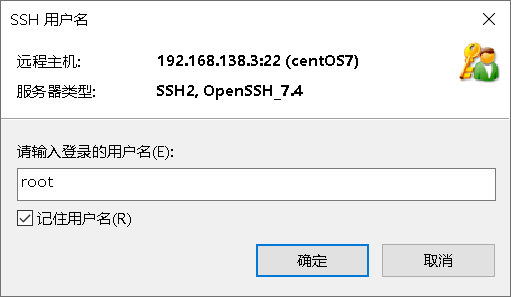 SSH 用户名
远程主机: 192.168.138.3:22 (centOS7)
服务器类型: SSH2, OpenSSH_7.4
请输入登录的用户名(E):
root
记住用户名(R)
确定 取消